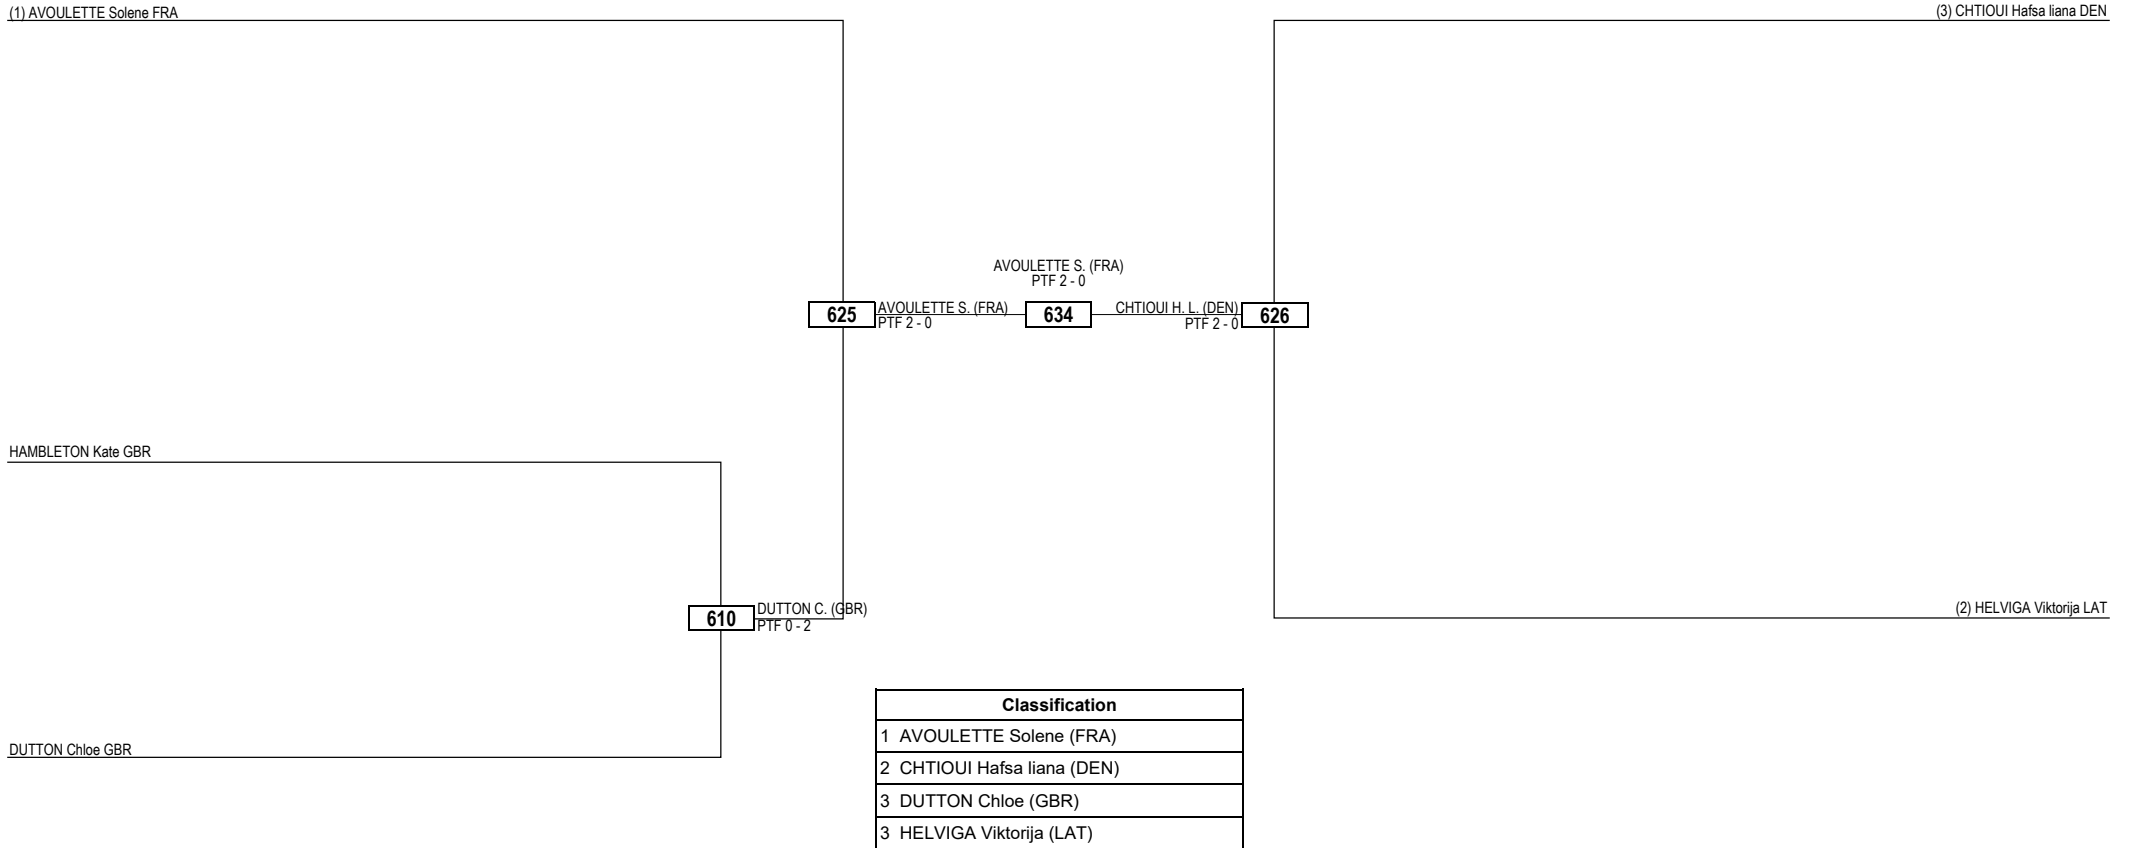 (1) AVOULETTE Solene FRA
(3) CHTIOUI Hafsa liana DEN
AVOULETTE S. (FRA)
PTF 2 - 0
625
AVOULETTE S. (FRA)
PTF 2 - 0
634
CHTIOUI H. L. (DEN)
PTF 2 - 0
626
HAMBLETON Kate GBR
610
DUTTON C. (GBR)
PTF 0 - 2
(2) HELVIGA Viktorija LAT
DUTTON Chloe GBR
Classification
1 AVOULETTE Solene (FRA)
2 CHTIOUI Hafsa liana (DEN)
3 DUTTON Chloe (GBR)
3 HELVIGA Viktorija (LAT)